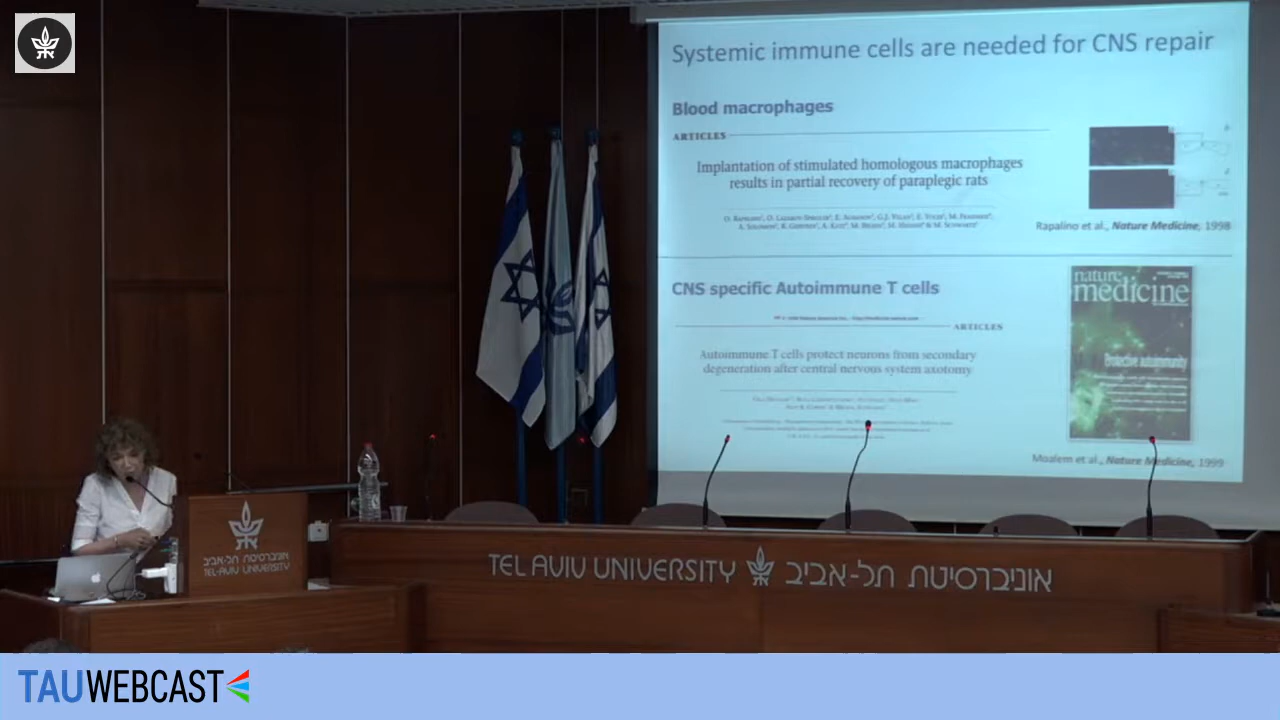 Systemic immune cells are needed for CNS repair
Blood macrophages
ARTICLES
Implantation of stimulated homologous macrophages
results in partial recovery of paraplegic rats
Rapalino et al., Nature Medicine, 1998
CNS specific Autoimmune T cells
ARTICLES
Autoimmune T cells protect neurons from secondary
degeneration after central nervous system axotomy
nature
medicine
Protective autoimmunity
Moalem et al., Nature Medicine, 1999
אוניברסיטת תל-אביב
TEL-AVIV UNIVERSITY
TEL AVIV UNIVERSITY אוניברסיטת תל-אביב
TAUWEBCAST